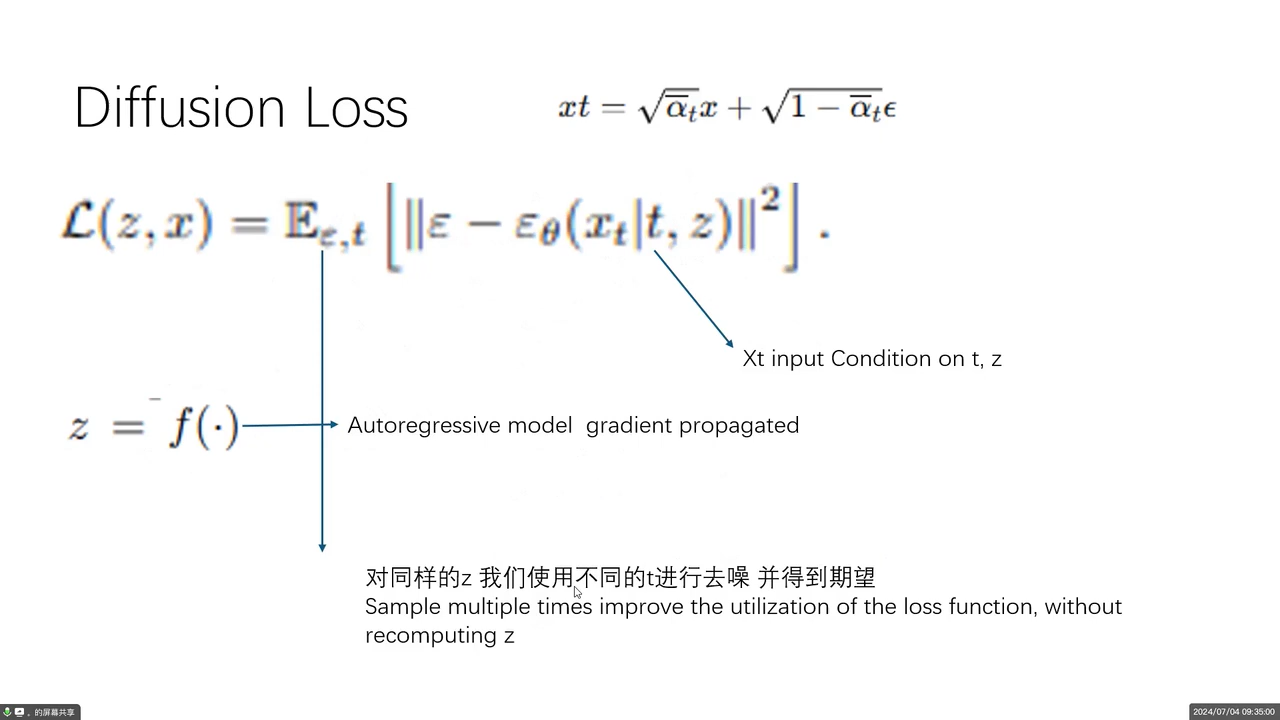 Diffusion Loss
xt = √ᾱₜx + √1 − ᾱₜϵ
ℒ(z, x) = 𝔼_{ε,t} [‖ε − ε_θ(xₜ|t, z)‖²] .
Xt input Condition on t, z
z = f(·)
Autoregressive model gradient propagated
对同样的z 我们使用不同的t进行去噪 并得到期望
Sample multiple times improve the utilization of the loss function, without
recomputing z
。的屏幕共享
2024/07/04 09:35:00